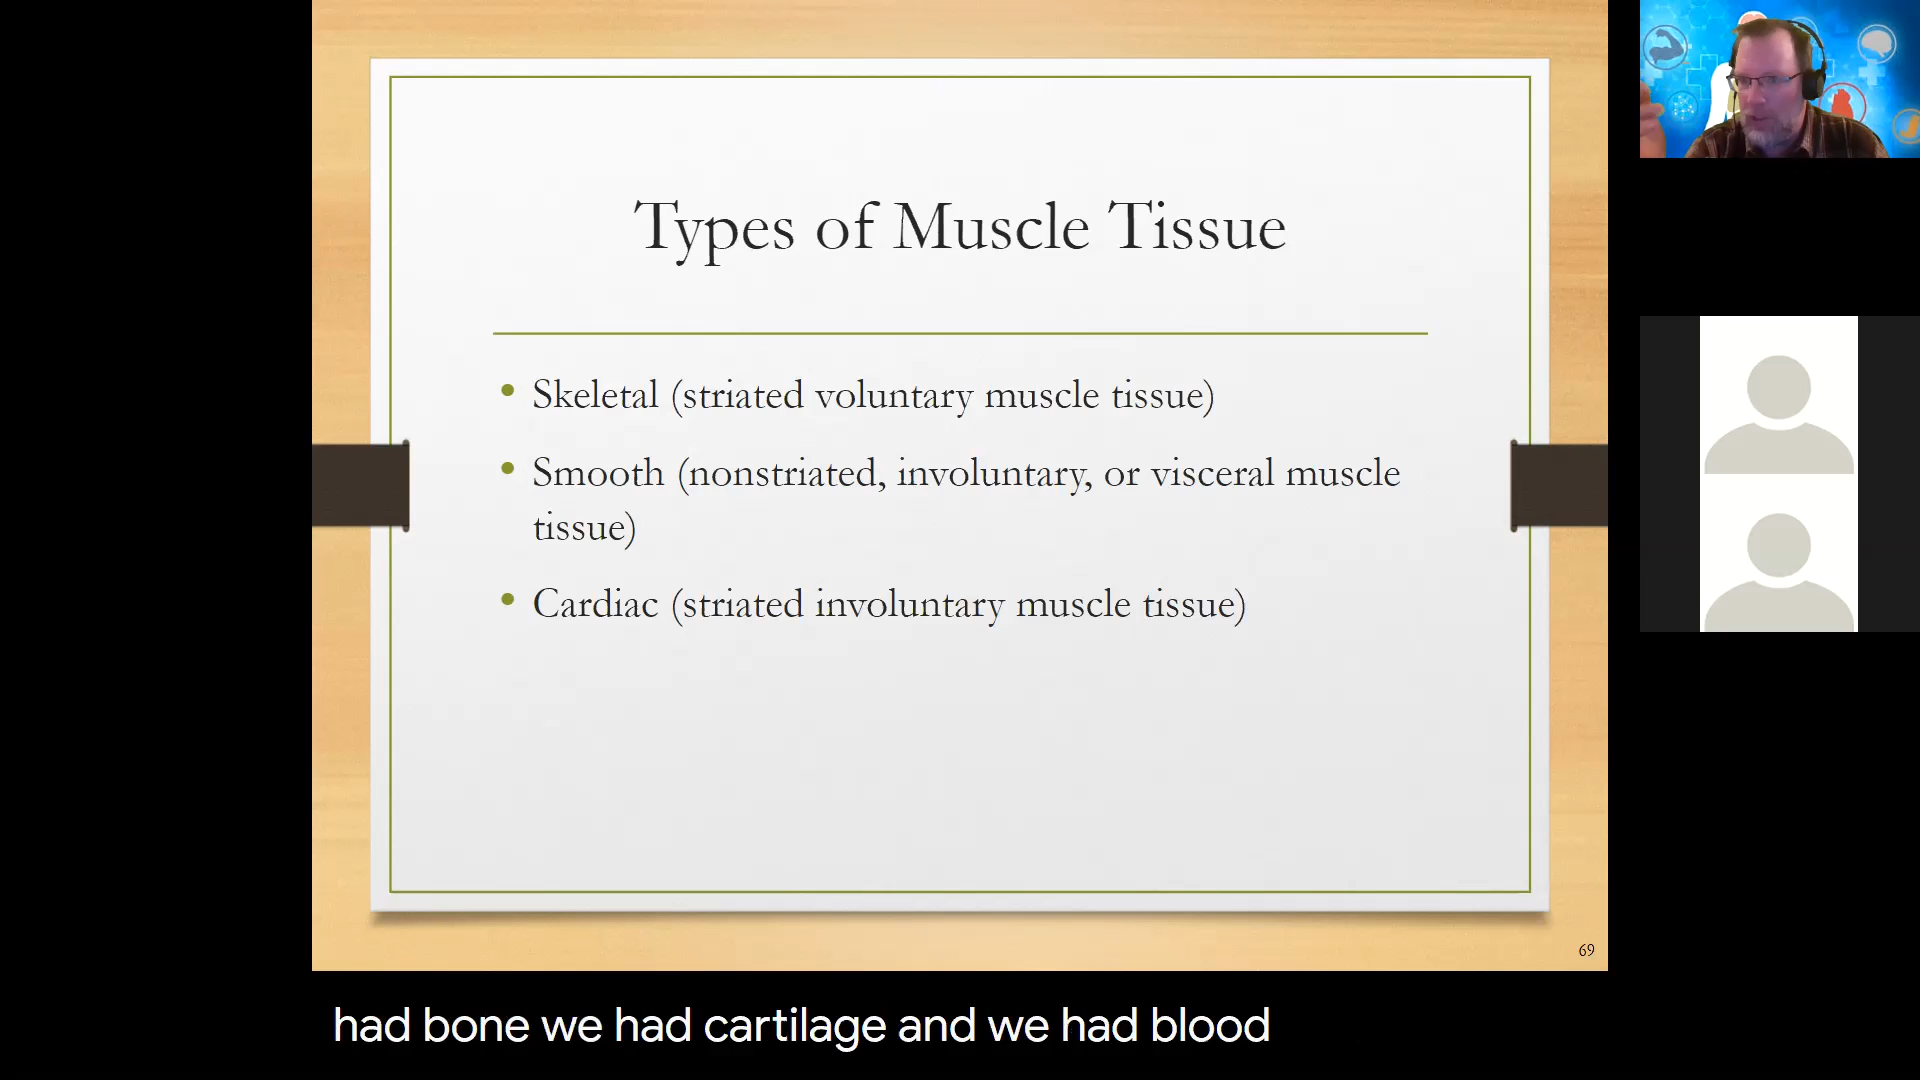 Types of Muscle Tissue
• Skeletal (striated voluntary muscle tissue)
• Smooth (nonstriated, involuntary, or visceral muscle
tissue)
• Cardiac (striated involuntary muscle tissue)
69
had bone we had cartilage and we had blood